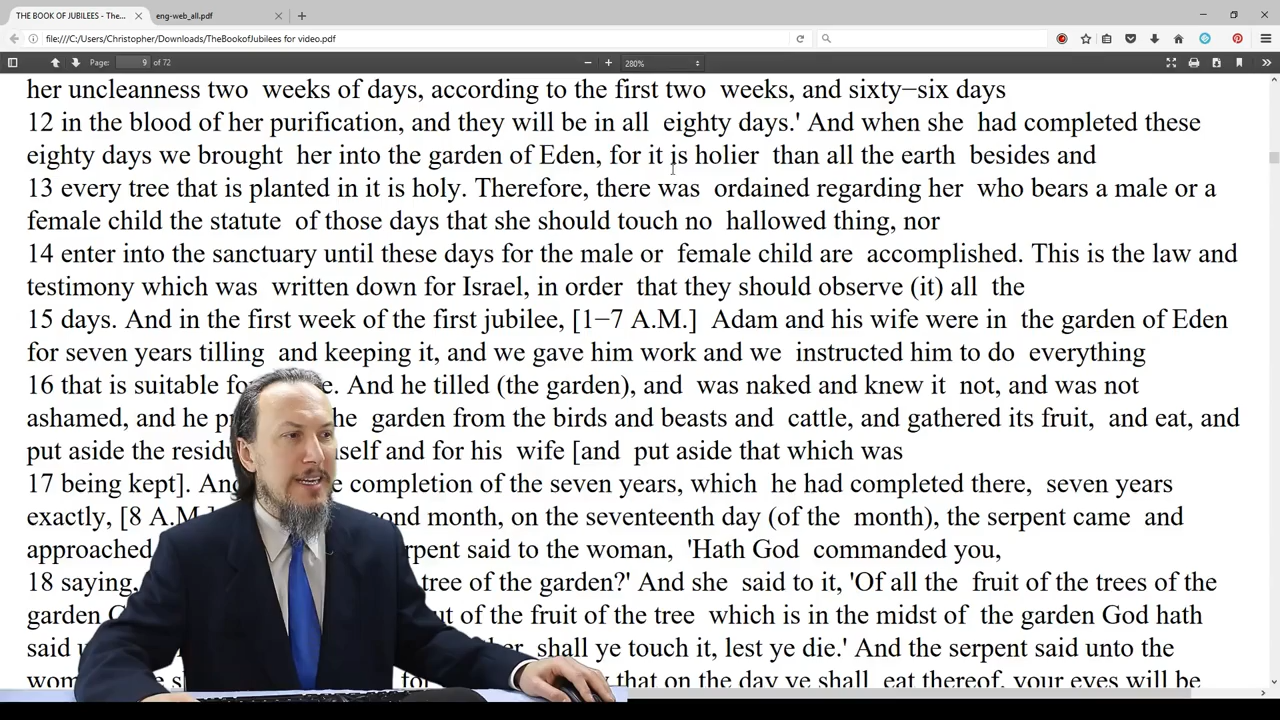 THE BOOK OF JUBILEES - The...
eng-web_all.pdf
file:///C:/Users/Christopher/Downloads/TheBookofJubilees for video.pdf
Page: 9 of 72
280%
her uncleanness two weeks of days, according to the first two weeks, and sixty−six days
12 in the blood of her purification, and they will be in all eighty days.' And when she had completed these
eighty days we brought her into the garden of Eden, for it is holier than all the earth besides and
13 every tree that is planted in it is holy. Therefore, there was ordained regarding her who bears a male or a
female child the statute of those days that she should touch no hallowed thing, nor
14 enter into the sanctuary until these days for the male or female child are accomplished. This is the law and
testimony which was written down for Israel, in order that they should observe (it) all the
15 days. And in the first week of the first jubilee, [1−7 A.M.] Adam and his wife were in the garden of Eden
for seven years tilling and keeping it, and we gave him work and we instructed him to do everything
16 that is suitable for And he tilled (the garden), and was naked and knew it not, and was not
ashamed, and he garden from the birds and beasts and cattle, and gathered its fruit, and eat, and
put aside the and for his wife [and put aside that which was
17 being kept]. completion of the seven years, which he had completed there, seven years
exactly, [8 A.M. month, on the seventeenth day (of the month), the serpent came and
approached said to the woman, 'Hath God commanded you,
18 saying, tree of the garden?' And she said to it, 'Of all the fruit of the trees of the
garden of the fruit of the tree which is in the midst of the garden God hath
said shall ye touch it, lest ye die.' And the serpent said unto the
that on the day ye shall eat thereof, your eyes will be